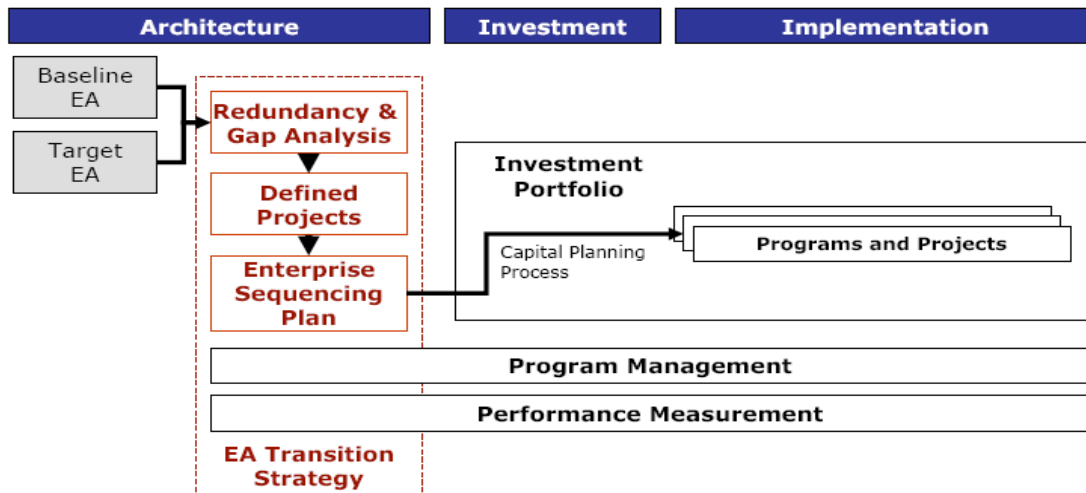 Architecture
Investment
Implementation
Baseline
EA
Target
EA
Redundancy &
Gap Analysis
Defined
Projects
Enterprise
Sequencing
Plan
Investment
Portfolio
Capital Planning
Process
Programs and Projects
Program Management
Performance Measurement
EA Transition
Strategy